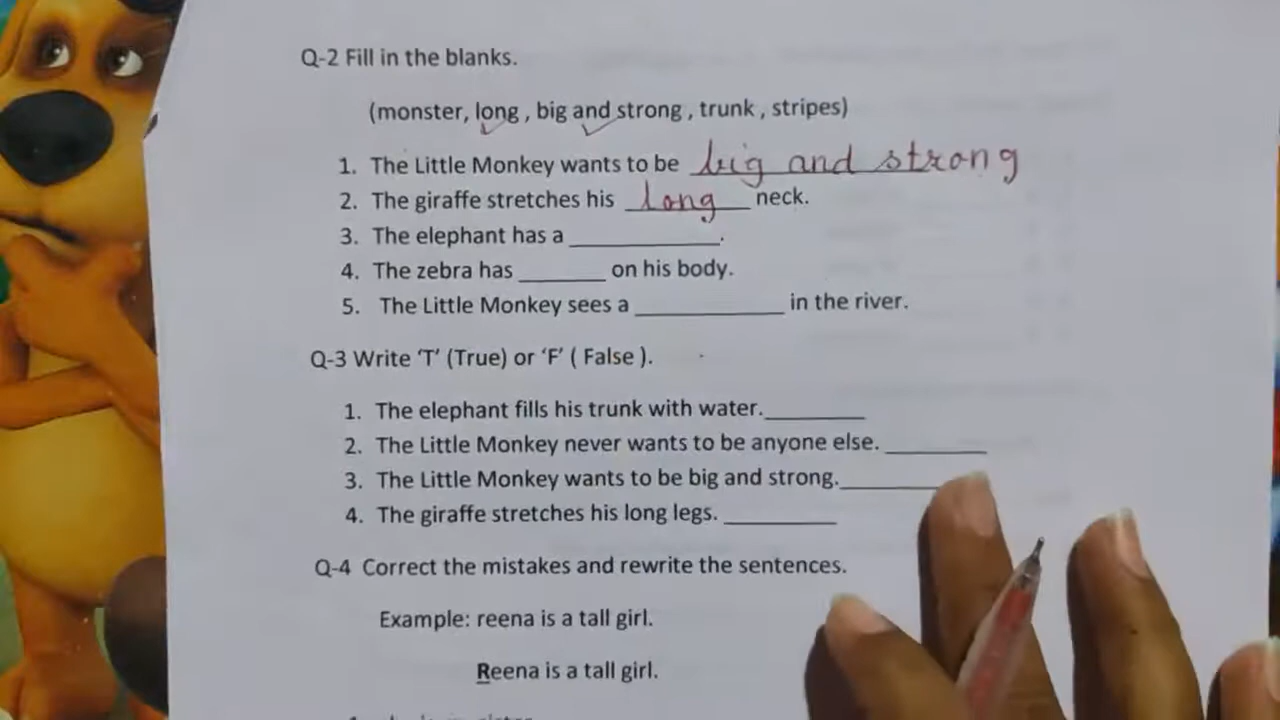 Q-2 Fill in the blanks.
(monster, long , big and strong , trunk , stripes)
1. The Little Monkey wants to be big and strong
2. The giraffe stretches his long neck.
3. The elephant has a ____________.
4. The zebra has _______ on his body.
5. The Little Monkey sees a ____________ in the river.
Q-3 Write ‘T’ (True) or ‘F’ ( False ).
1. The elephant fills his trunk with water.________
2. The Little Monkey never wants to be anyone else. ________
3. The Little Monkey wants to be big and strong.________
4. The giraffe stretches his long legs. ________
Q-4 Correct the mistakes and rewrite the sentences.
Example: reena is a tall girl.
Reena is a tall girl.